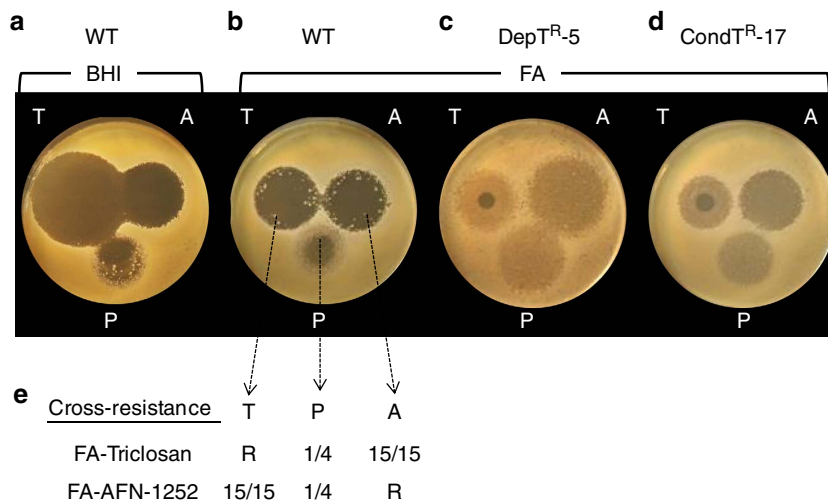 a b c d
WT WT DepT^R-5 CondT^R-17
BHI FA
T A T A T A T A
P P P P
e Cross-resistance T P A
FA-Triclosan R 1/4 15/15
FA-AFN-1252 15/15 1/4 R